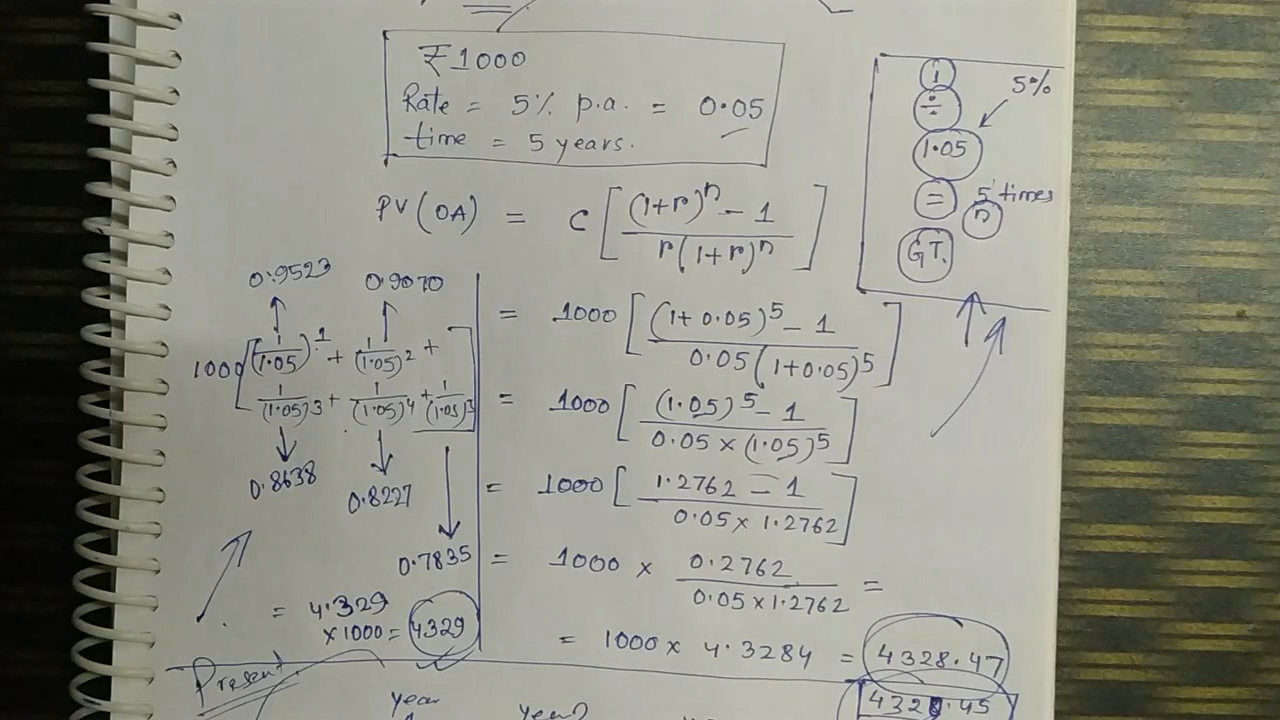 ₹1000
Rate = 5% p.a. = 0.05
time = 5 years.
PV(OA) = C [ (1+r)^n - 1 / r(1+r)^n ]
= 1000 [ (1+0.05)^5 - 1 / 0.05(1+0.05)^5 ]
= 1000 [ (1.05)^5 - 1 / 0.05 × (1.05)^5 ]
= 1000 [ 1.2762 - 1 / 0.05 × 1.2762 ]
= 1000 × 0.2762 / 0.05 × 1.2762 =
= 1000 × 4.3284 = 4328.47
0.9523 0.9070
1000 [ (1/1.05)^1 + 1/(1.05)^2 +
1/(1.05)^3 + 1/(1.05)^4 + 1/(1.05)^5 ]
0.8638
0.8227
0.7835
= 4.329
×1000 = 4329
1
÷ 5%
1.05
= 5 times
n
GT.
Present
year
1
year2